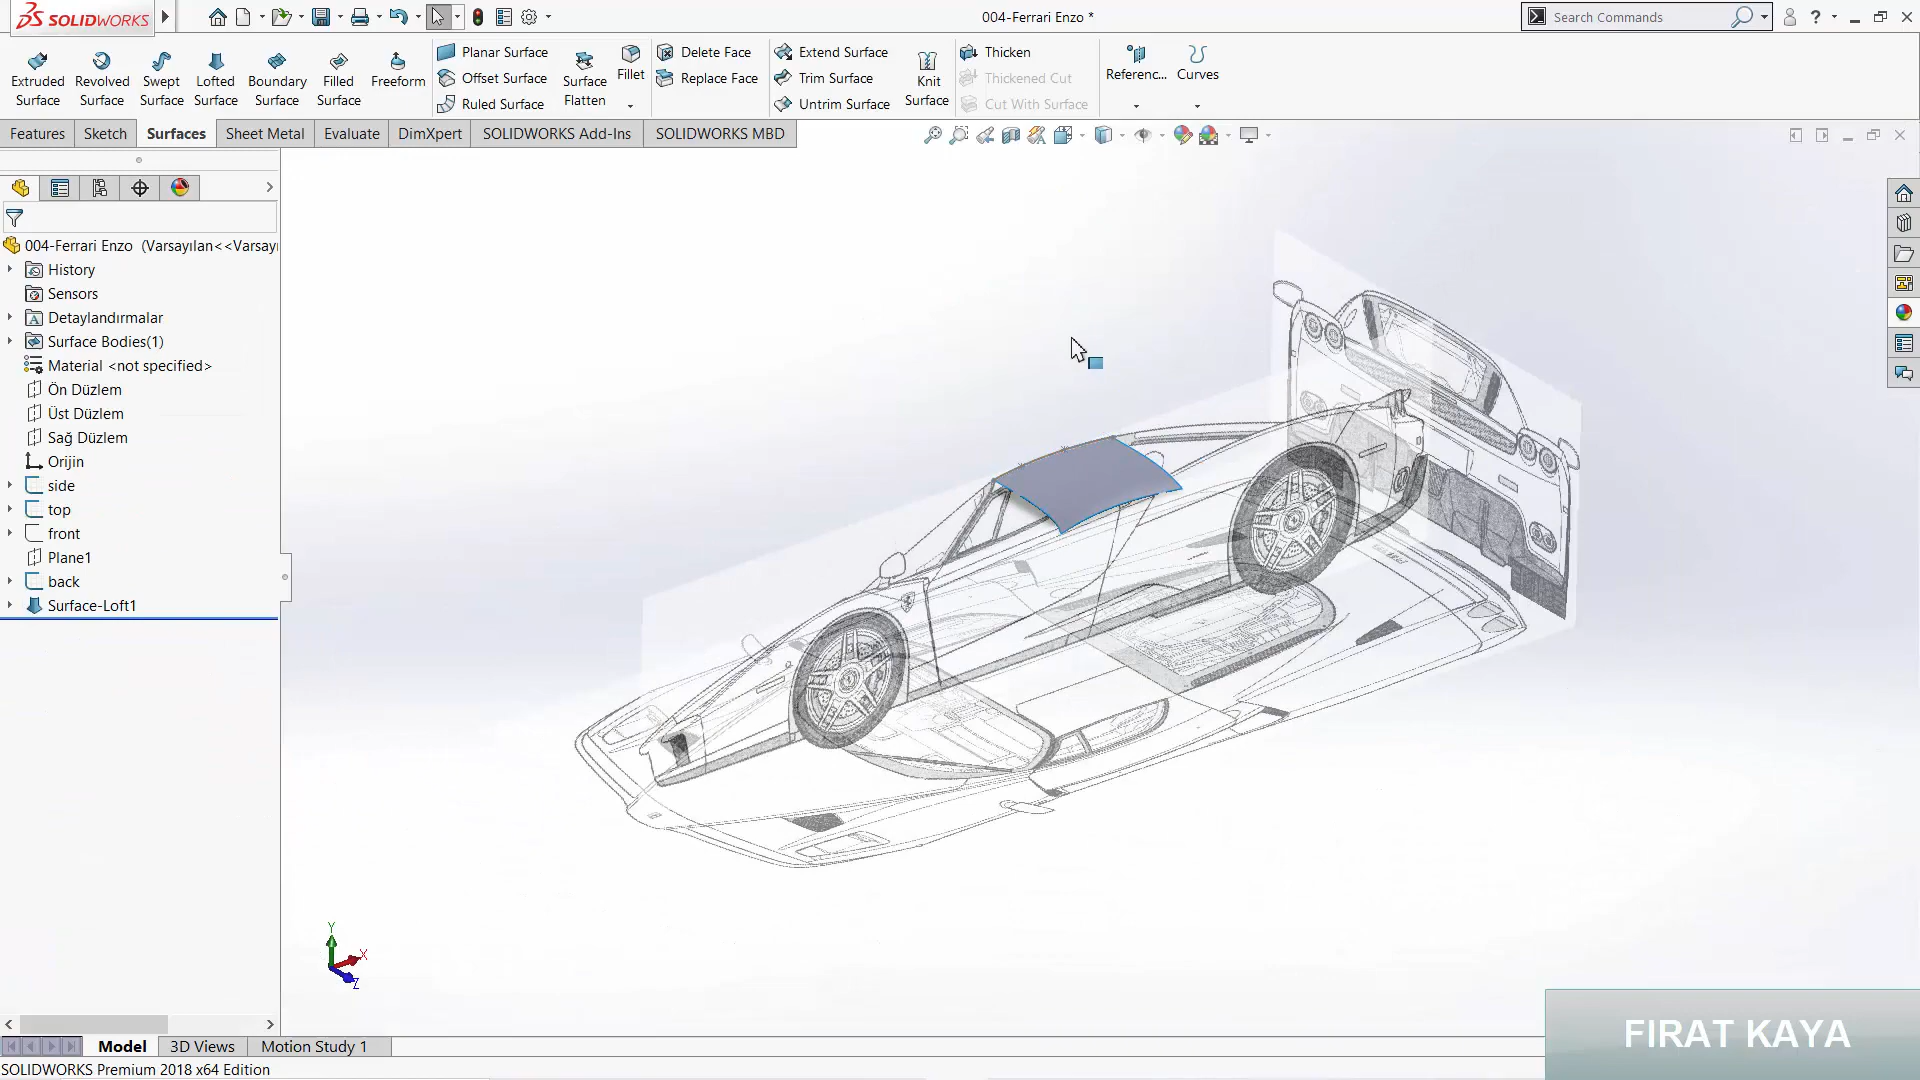 SOLIDWORKS
004-Ferrari Enzo *
Search Commands
Extruded Surface
Revolved Surface
Swept Surface
Lofted Surface
Boundary Surface
Filled Surface
Freeform
Planar Surface
Offset Surface
Ruled Surface
Surface Flatten
Fillet
Delete Face
Replace Face
Extend Surface
Trim Surface
Untrim Surface
Knit Surface
Thicken
Thickened Cut
Cut With Surface
Referenc...
Curves
Features
Sketch
Surfaces
Sheet Metal
Evaluate
DimXpert
SOLIDWORKS Add-Ins
SOLIDWORKS MBD
004-Ferrari Enzo (Varsayılan<<Varsayı
History
Sensors
Detaylandırmalar
Surface Bodies(1)
Material <not specified>
Ön Düzlem
Üst Düzlem
Sağ Düzlem
Orijin
side
top
front
Plane1
back
Surface-Loft1
Y
X
Z
Model
3D Views
Motion Study 1
SOLIDWORKS Premium 2018 x64 Edition
FIRAT KAYA